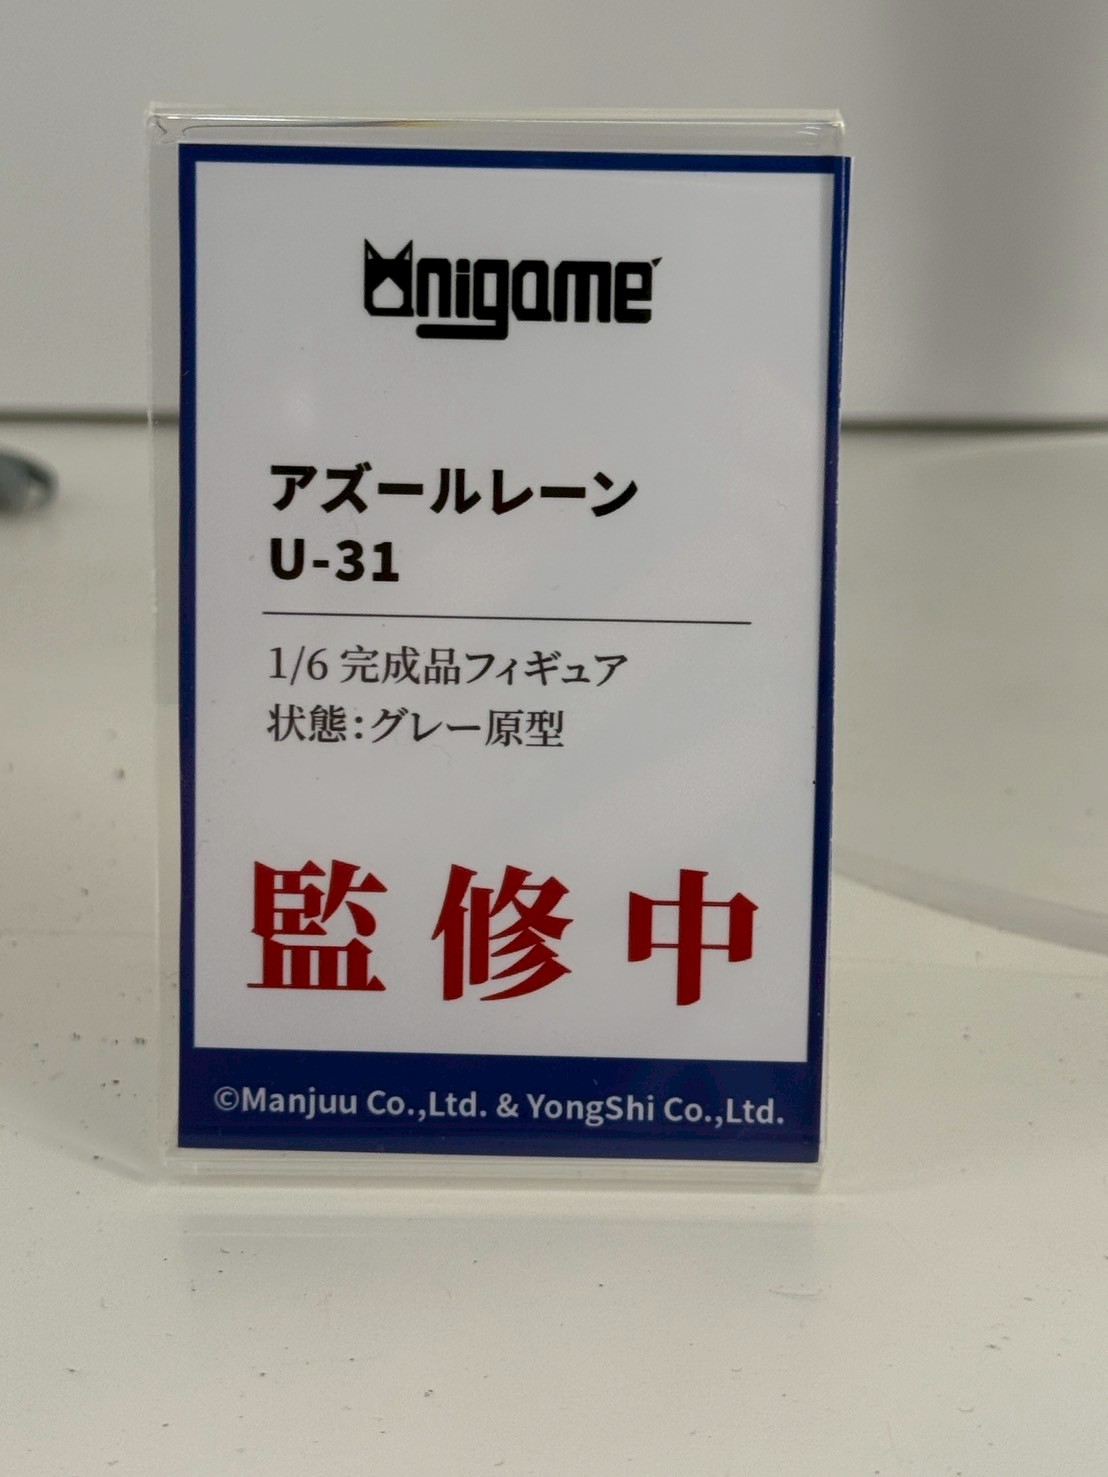 Unigame
アズールレーン
U-31
1/6 完成品フィギュア
状態：グレー原型
監修中
©Manjuu Co.,Ltd. & YongShi Co.,Ltd.